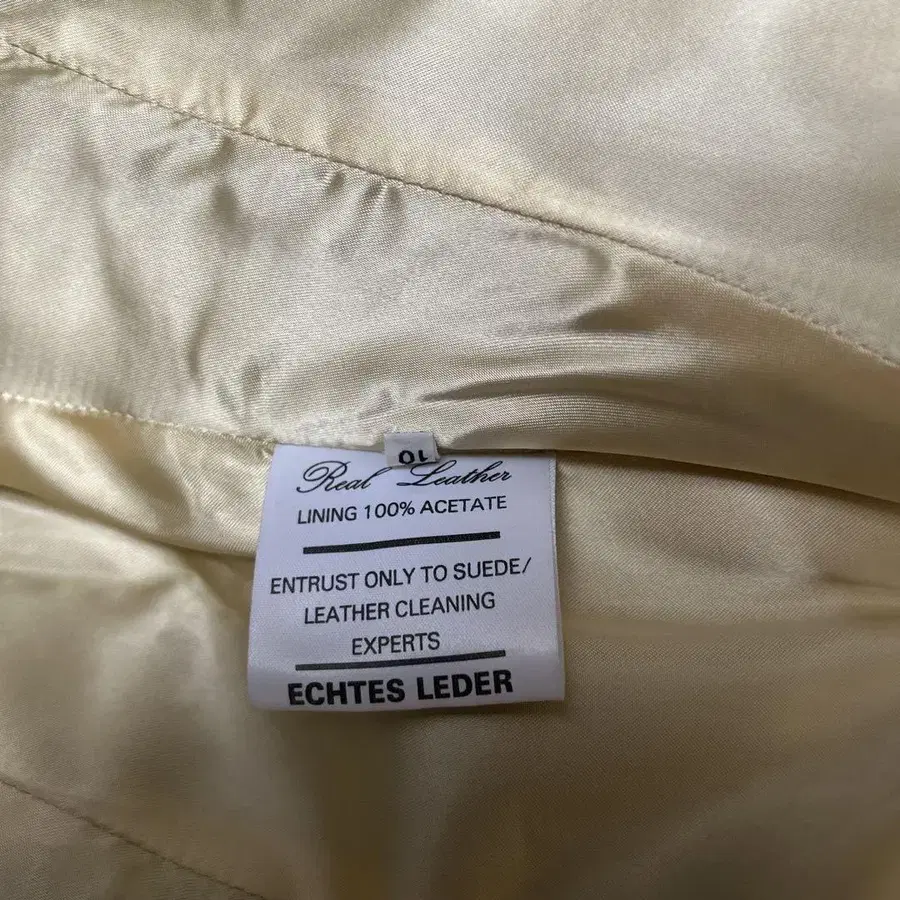 10
Real Leather
LINING 100% ACETATE
ENTRUST ONLY TO SUEDE/
LEATHER CLEANING
EXPERTS
ECHTES LEDER